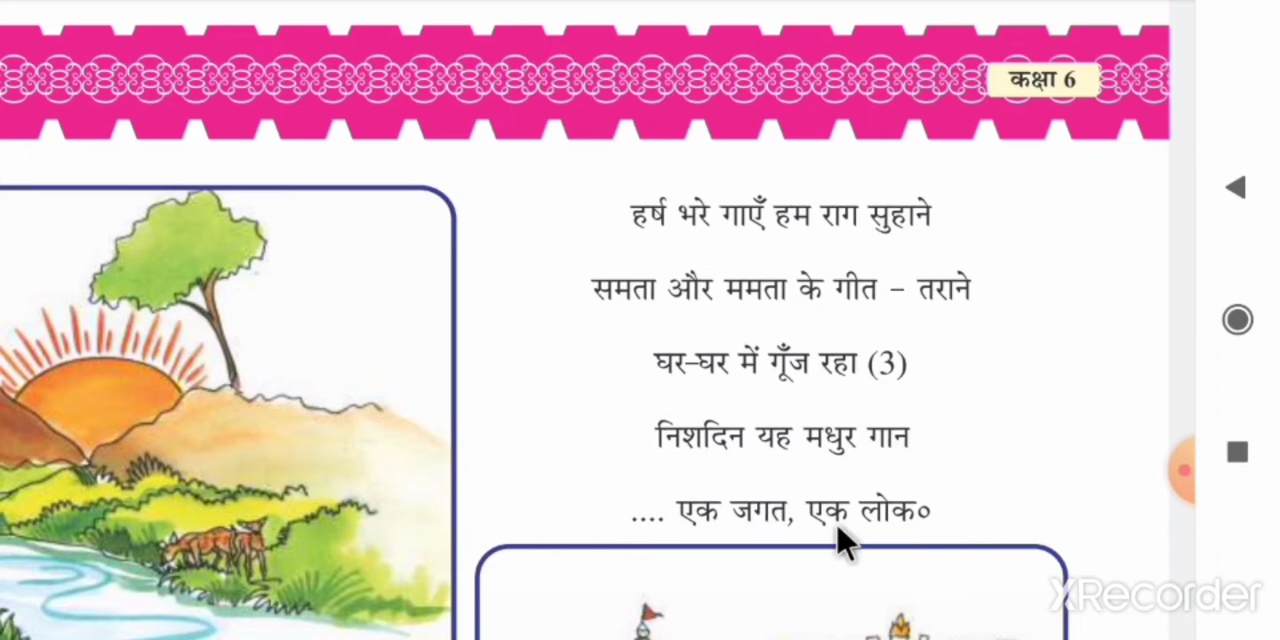 कक्षा 6
हर्ष भरे गाएँ हम राग सुहाने
समता और ममता के गीत - तराने
घर-घर में गूँज रहा (3)
निशदिन यह मधुर गान
.... एक जगत, एक लोक०
XRecorder